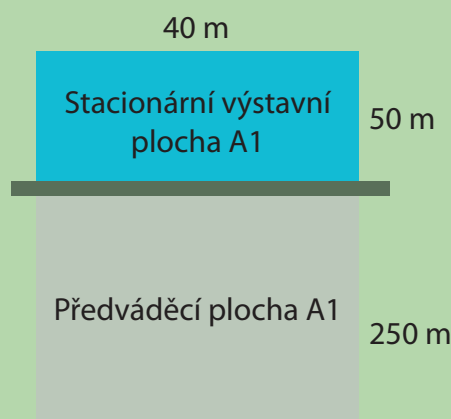 40 m
Stacionární výstavní
plocha A1
50 m
Předváděcí plocha A1
250 m